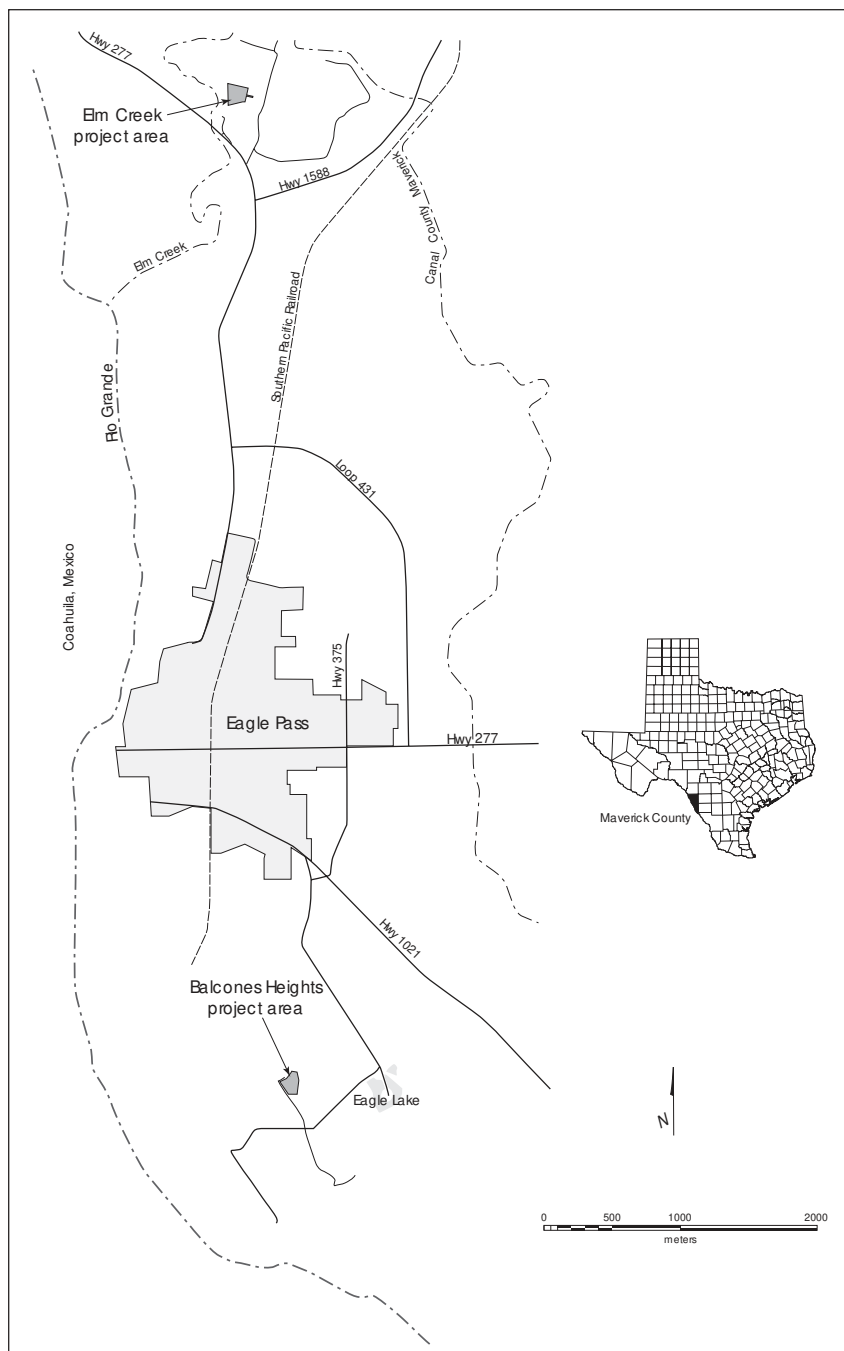 Hwy 277
Elm Creek
project area
Hwy 1588
Canal County Maverick
Elm Creek
Southern Pacific Railroad
Rio Grande
Loop 431
Coahuila, Mexico
Hwy 375
Eagle Pass
Hwy 277
Maverick County
Hwy 1021
Balcones Heights
project area
Eagle Lake
N
0 500 1000 2000
meters